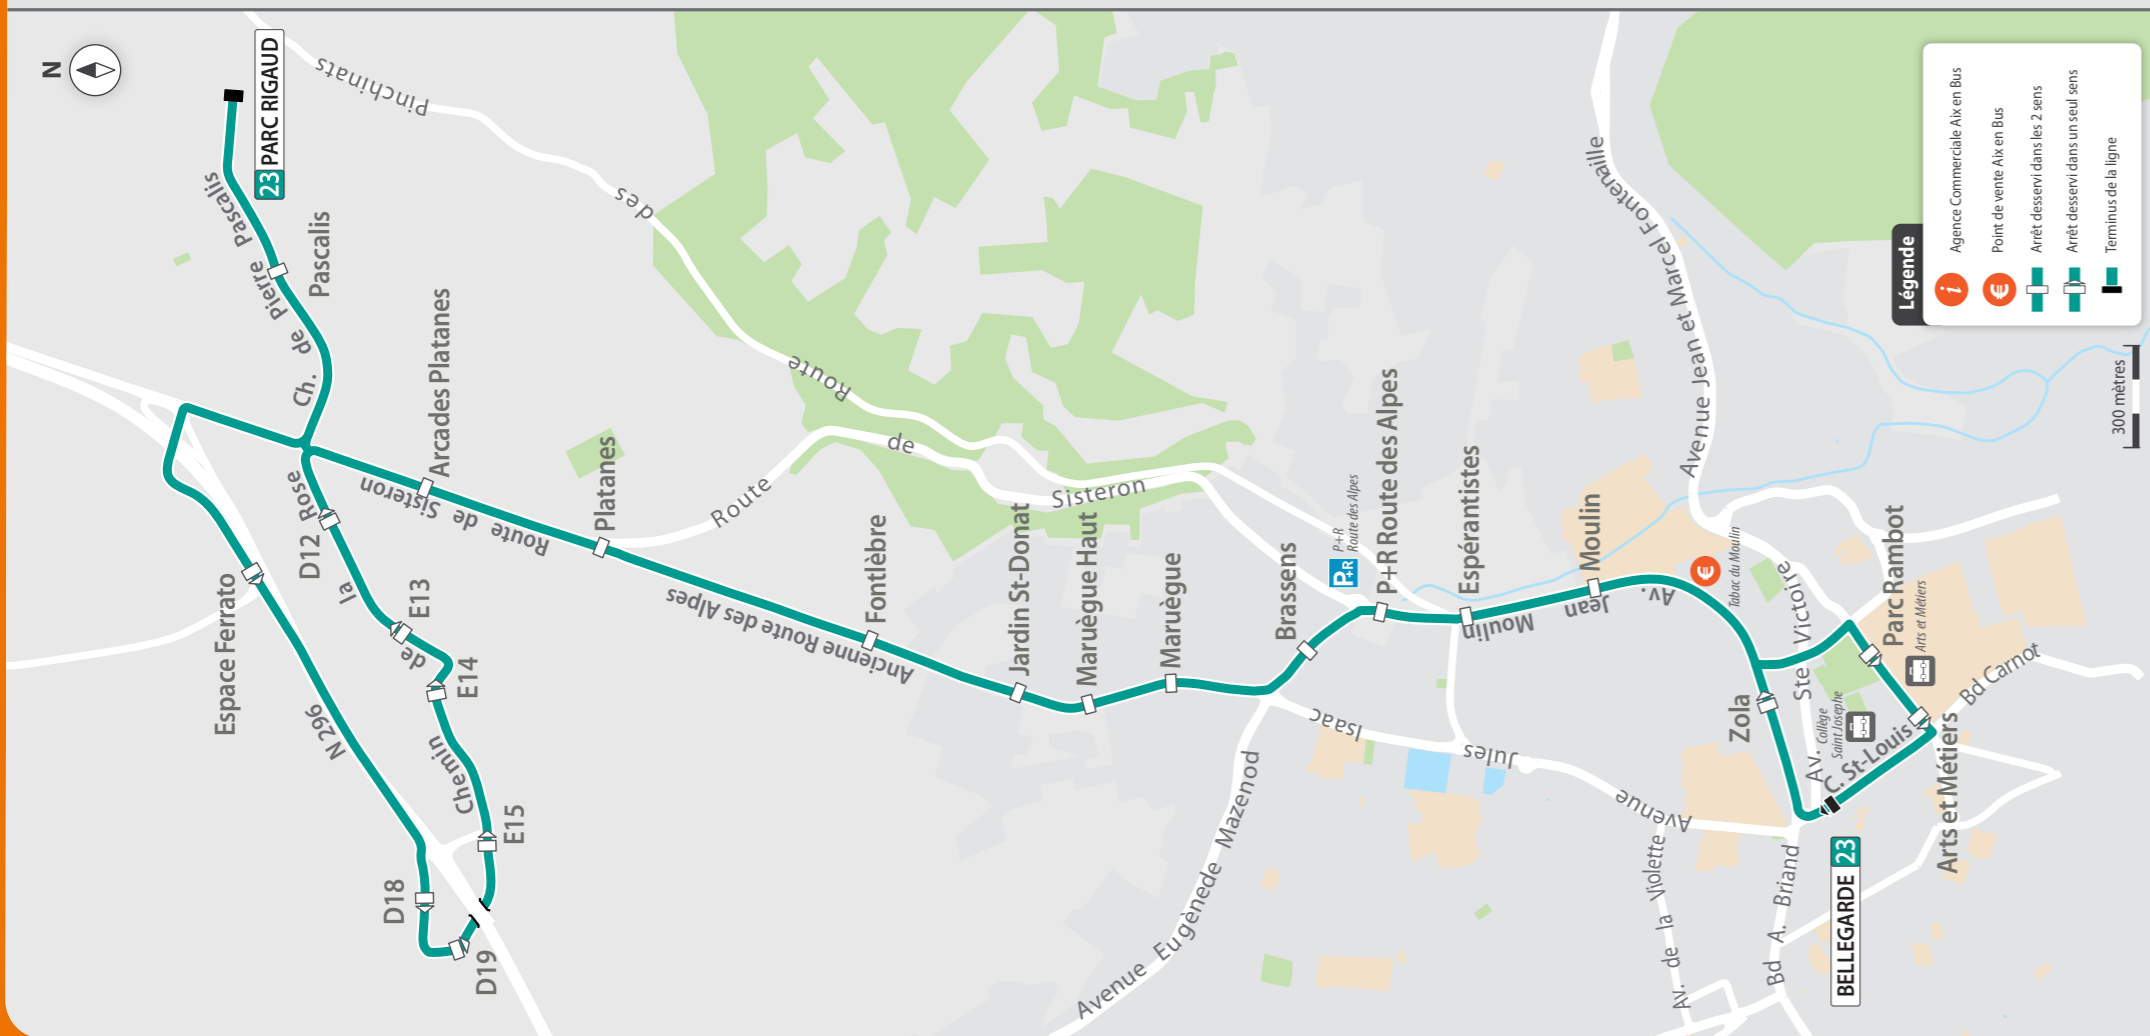 N
23 PARC RIGAUD
Pinchinats
des
Route
Ch. de Pierre Pascalis
Pascalis
Arcades Platanes
Route de Sisteron
Platanes
Route
de
Sisteron
D12
E13
E14
E15
Chemin de la Rose
Espace Ferrato
N 296
D18
D19
Ancienne Route des Alpes
Fontlèbre
Jardin St-Donat
Maruègue Haut
Maruègue
Brassens
P+R
P+R
Route des Alpes
P+R Route des Alpes
Espérantistes
Moulin
Av. Jean Moulin
€
Tabac du Moulin
Avenue Jean et Marcel Fontenaille
Avenue Jules Isaac
Avenue Eugènede Mazenod
Av. de la Violette
Bd A. Briand
Zola
Av. Ste Victoire
Collège
Saint Josephe
Parc Rambot
Arts et Métiers
C. St-Louis
Arts et Métiers
Bd Carnot
BELLEGARDE 23
Légende
i
Agence Commerciale Aix en Bus
€
Point de vente Aix en Bus
Arrêt desservi dans les 2 sens
Arrêt desservi dans un seul sens
Terminus de la ligne
300 mètres